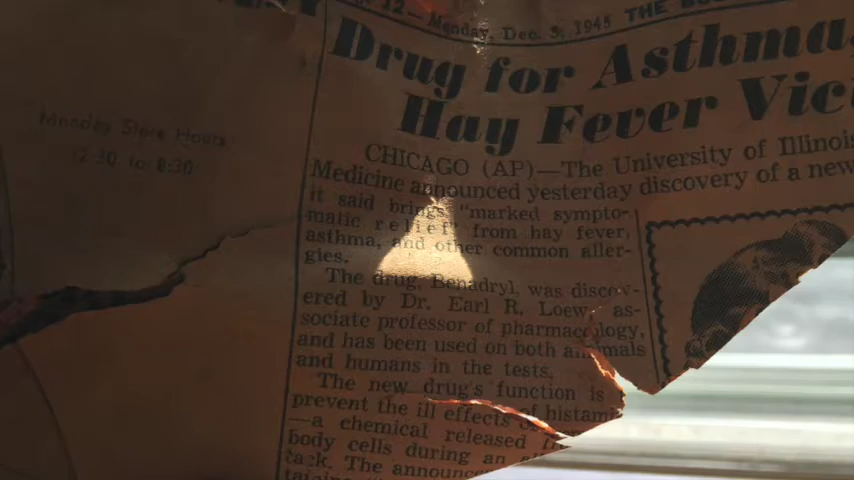 12 — Monday, Dec. 3, 1945 THE
Drug for Asthma
Hay Fever
Monday Store Hours
12:30 to 8:30
CHICAGO (AP)—The University of Illinois
Medicine announced yesterday discovery of a new
it said brings "marked sympto-
matic relief" from hay fever,
asthma, and other common aller-
gies.
The drug, Benadryl, was discov-
ered by Dr. Earl R. Loew, as-
sociate professor of pharmacology,
and has been used on both animals
and humans in the tests.
The new drug's function is
prevent the ill effects of
—a chemical released
body cells during an
tack. The